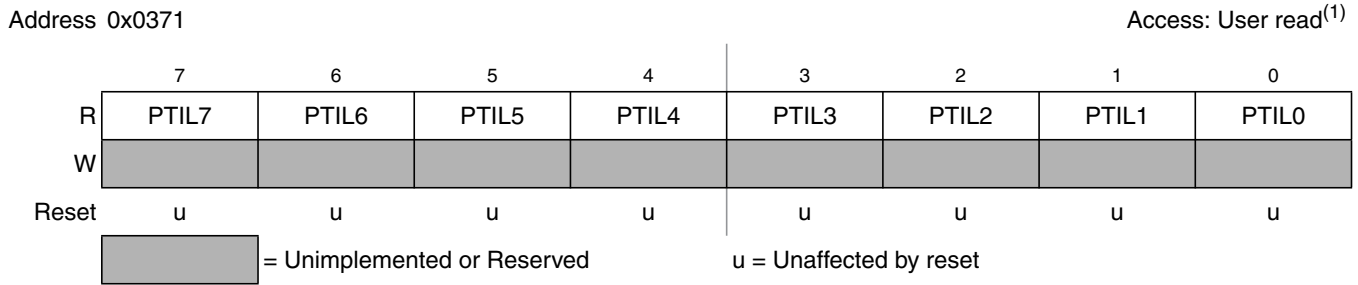 Address 0x0371 Access: User read(1)
7 6 5 4 3 2 1 0
R PTIL7 PTIL6 PTIL5 PTIL4 PTIL3 PTIL2 PTIL1 PTIL0
W
Reset u u u u u u u u
= Unimplemented or Reserved u = Unaffected by reset